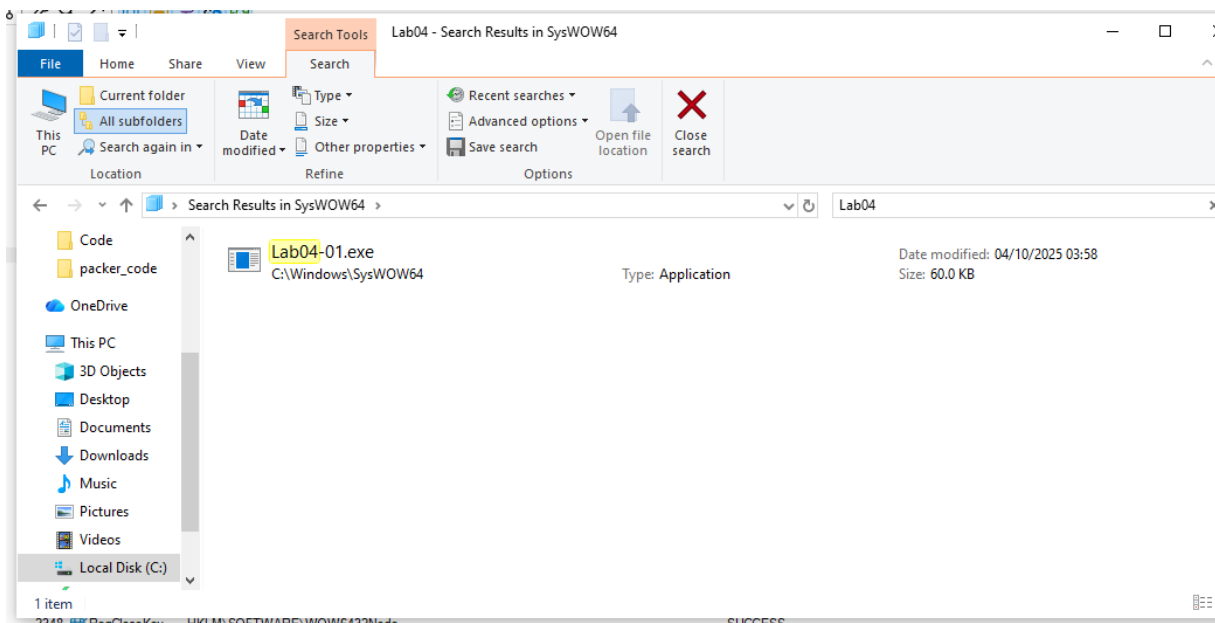 Search Tools
Lab04 - Search Results in SysWOW64
File Home Share View Search
This PC
Current folder
All subfolders
Search again in
Location
Date modified
Type
Size
Other properties
Refine
Recent searches
Advanced options
Save search
Open file location
Close search
Options
Search Results in SysWOW64
Lab04
Code
packer_code
OneDrive
This PC
3D Objects
Desktop
Documents
Downloads
Music
Pictures
Videos
Local Disk (C:)
Lab04-01.exe
C:\Windows\SysWOW64
Type: Application
Date modified: 04/10/2025 03:58
Size: 60.0 KB
1 item